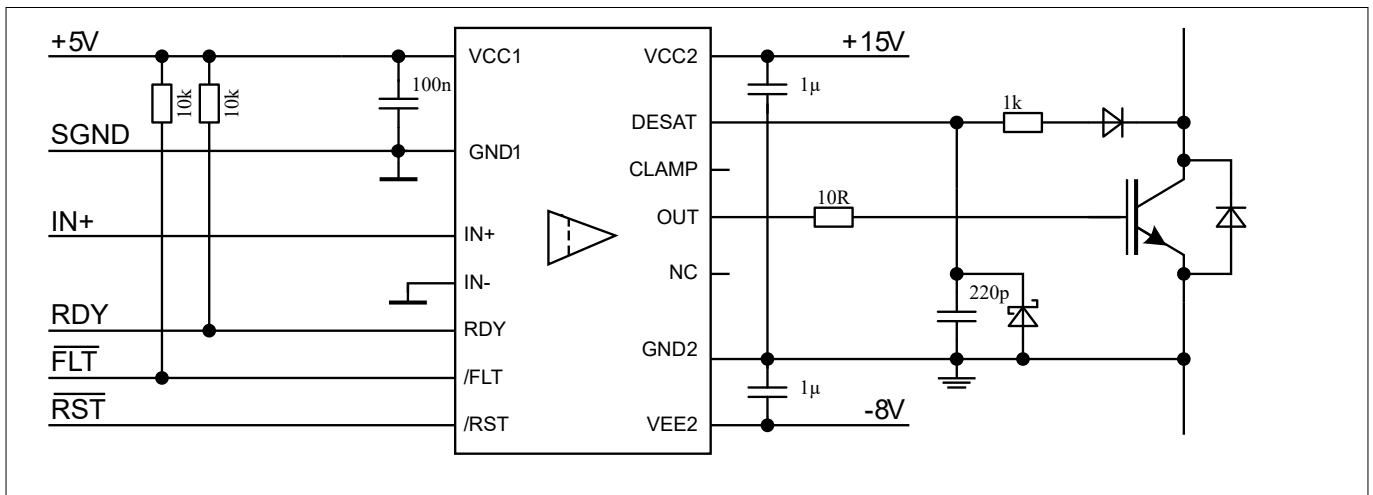 +5V
10k
10k
100n
SGND
IN+
RDY
FLT
RST
VCC1
GND1
IN+
IN-
RDY
/FLT
/RST
VCC2
DESAT
CLAMP
OUT
NC
GND2
VEE2
+15V
1µ
1k
10R
220p
1µ
-8V